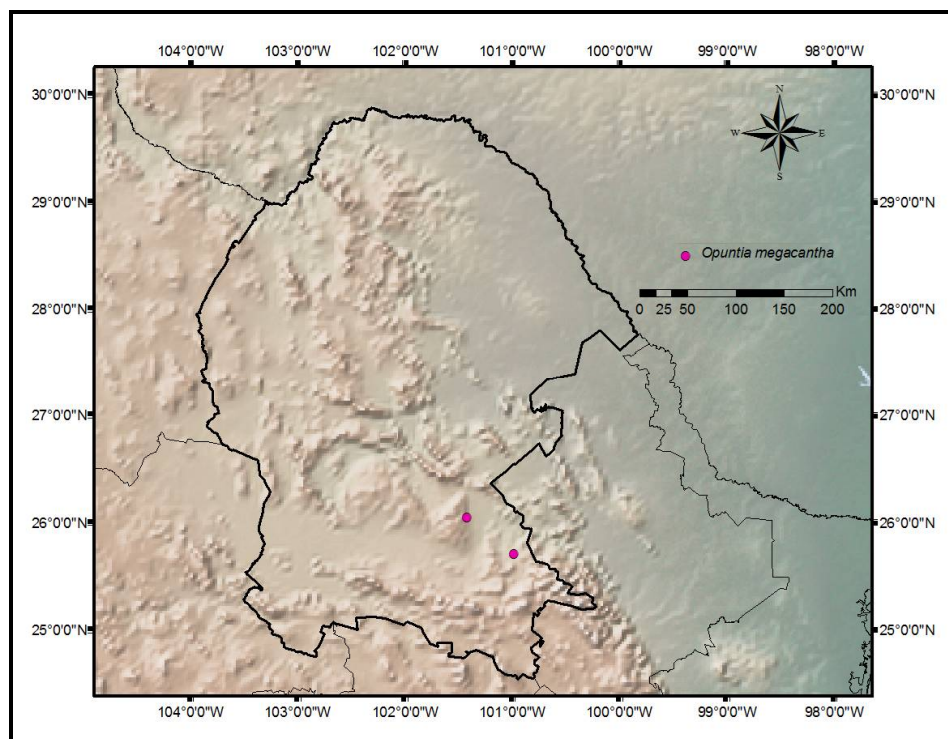 104°0'0"W 103°0'0"W 102°0'0"W 101°0'0"W 100°0'0"W 99°0'0"W 98°0'0"W
30°0'0"N 30°0'0"N
N
W E
S
29°0'0"N 29°0'0"N
Opuntia megacantha
Km
28°0'0"N 0 25 50 100 150 200 28°0'0"N
27°0'0"N 27°0'0"N
26°0'0"N 26°0'0"N
25°0'0"N 25°0'0"N
104°0'0"W 103°0'0"W 102°0'0"W 101°0'0"W 100°0'0"W 99°0'0"W 98°0'0"W